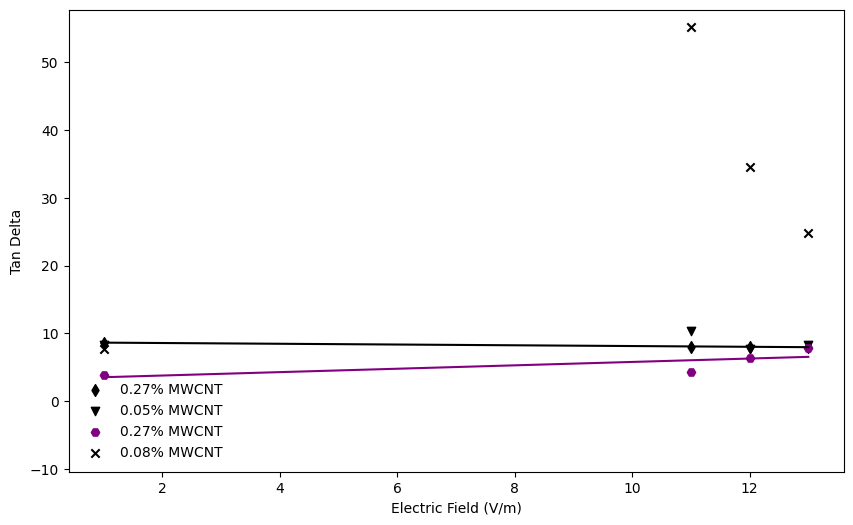 50
40
30
20
10
0
−10
Tan Delta
0.27% MWCNT
0.05% MWCNT
0.27% MWCNT
0.08% MWCNT
2 4 6 8 10 12
Electric Field (V/m)